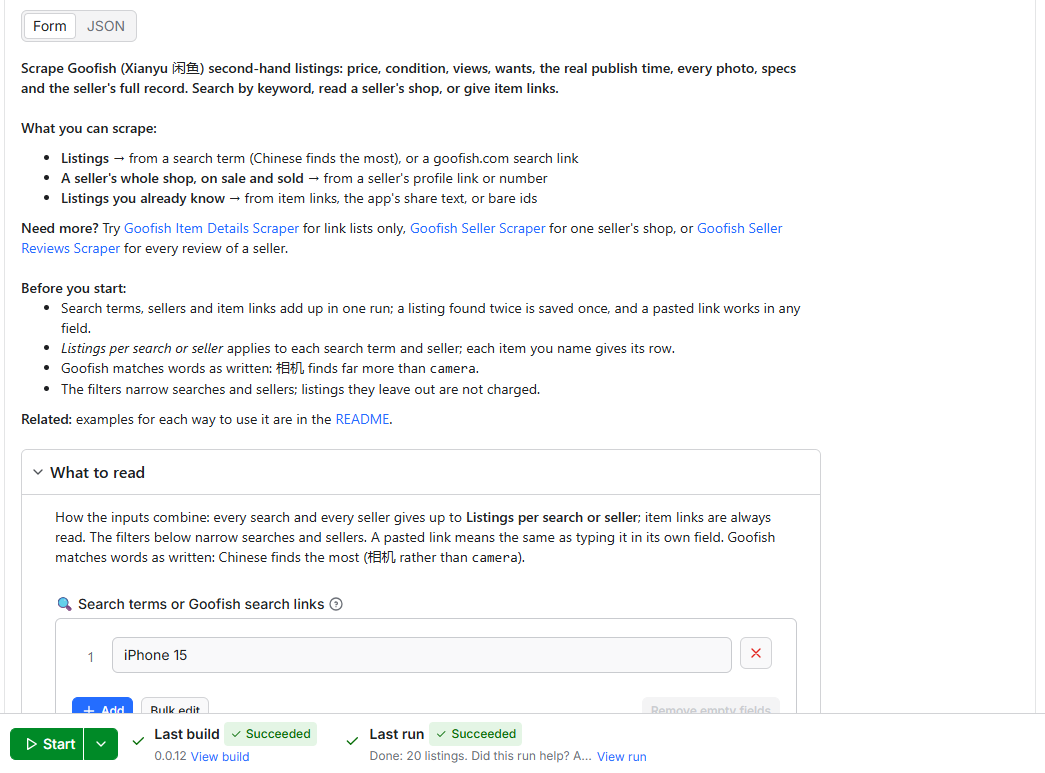 Form JSON
Scrape Goofish (Xianyu 闲鱼) second-hand listings: price, condition, views, wants, the real publish time, every photo, specs
and the seller's full record. Search by keyword, read a seller's shop, or give item links.
What you can scrape:
Listings → from a search term (Chinese finds the most), or a goofish.com search link
A seller's whole shop, on sale and sold → from a seller's profile link or number
Listings you already know → from item links, the app's share text, or bare ids
Need more? Try Goofish Item Details Scraper for link lists only, Goofish Seller Scraper for one seller's shop, or Goofish Seller
Reviews Scraper for every review of a seller.
Before you start:
Search terms, sellers and item links add up in one run; a listing found twice is saved once, and a pasted link works in any
field.
Listings per search or seller applies to each search term and seller; each item you name gives its row.
Goofish matches words as written: 相机 finds far more than camera.
The filters narrow searches and sellers; listings they leave out are not charged.
Related: examples for each way to use it are in the README.
What to read
How the inputs combine: every search and every seller gives up to Listings per search or seller; item links are always
read. The filters below narrow searches and sellers. A pasted link means the same as typing it in its own field. Goofish
matches words as written: Chinese finds the most (相机 rather than camera).
Search terms or Goofish search links
1 iPhone 15
+ Add Bulk edit Remove empty fields
Start Last build Succeeded Last run Succeeded
0.0.12 View build Done: 20 listings. Did this run help? A... View run